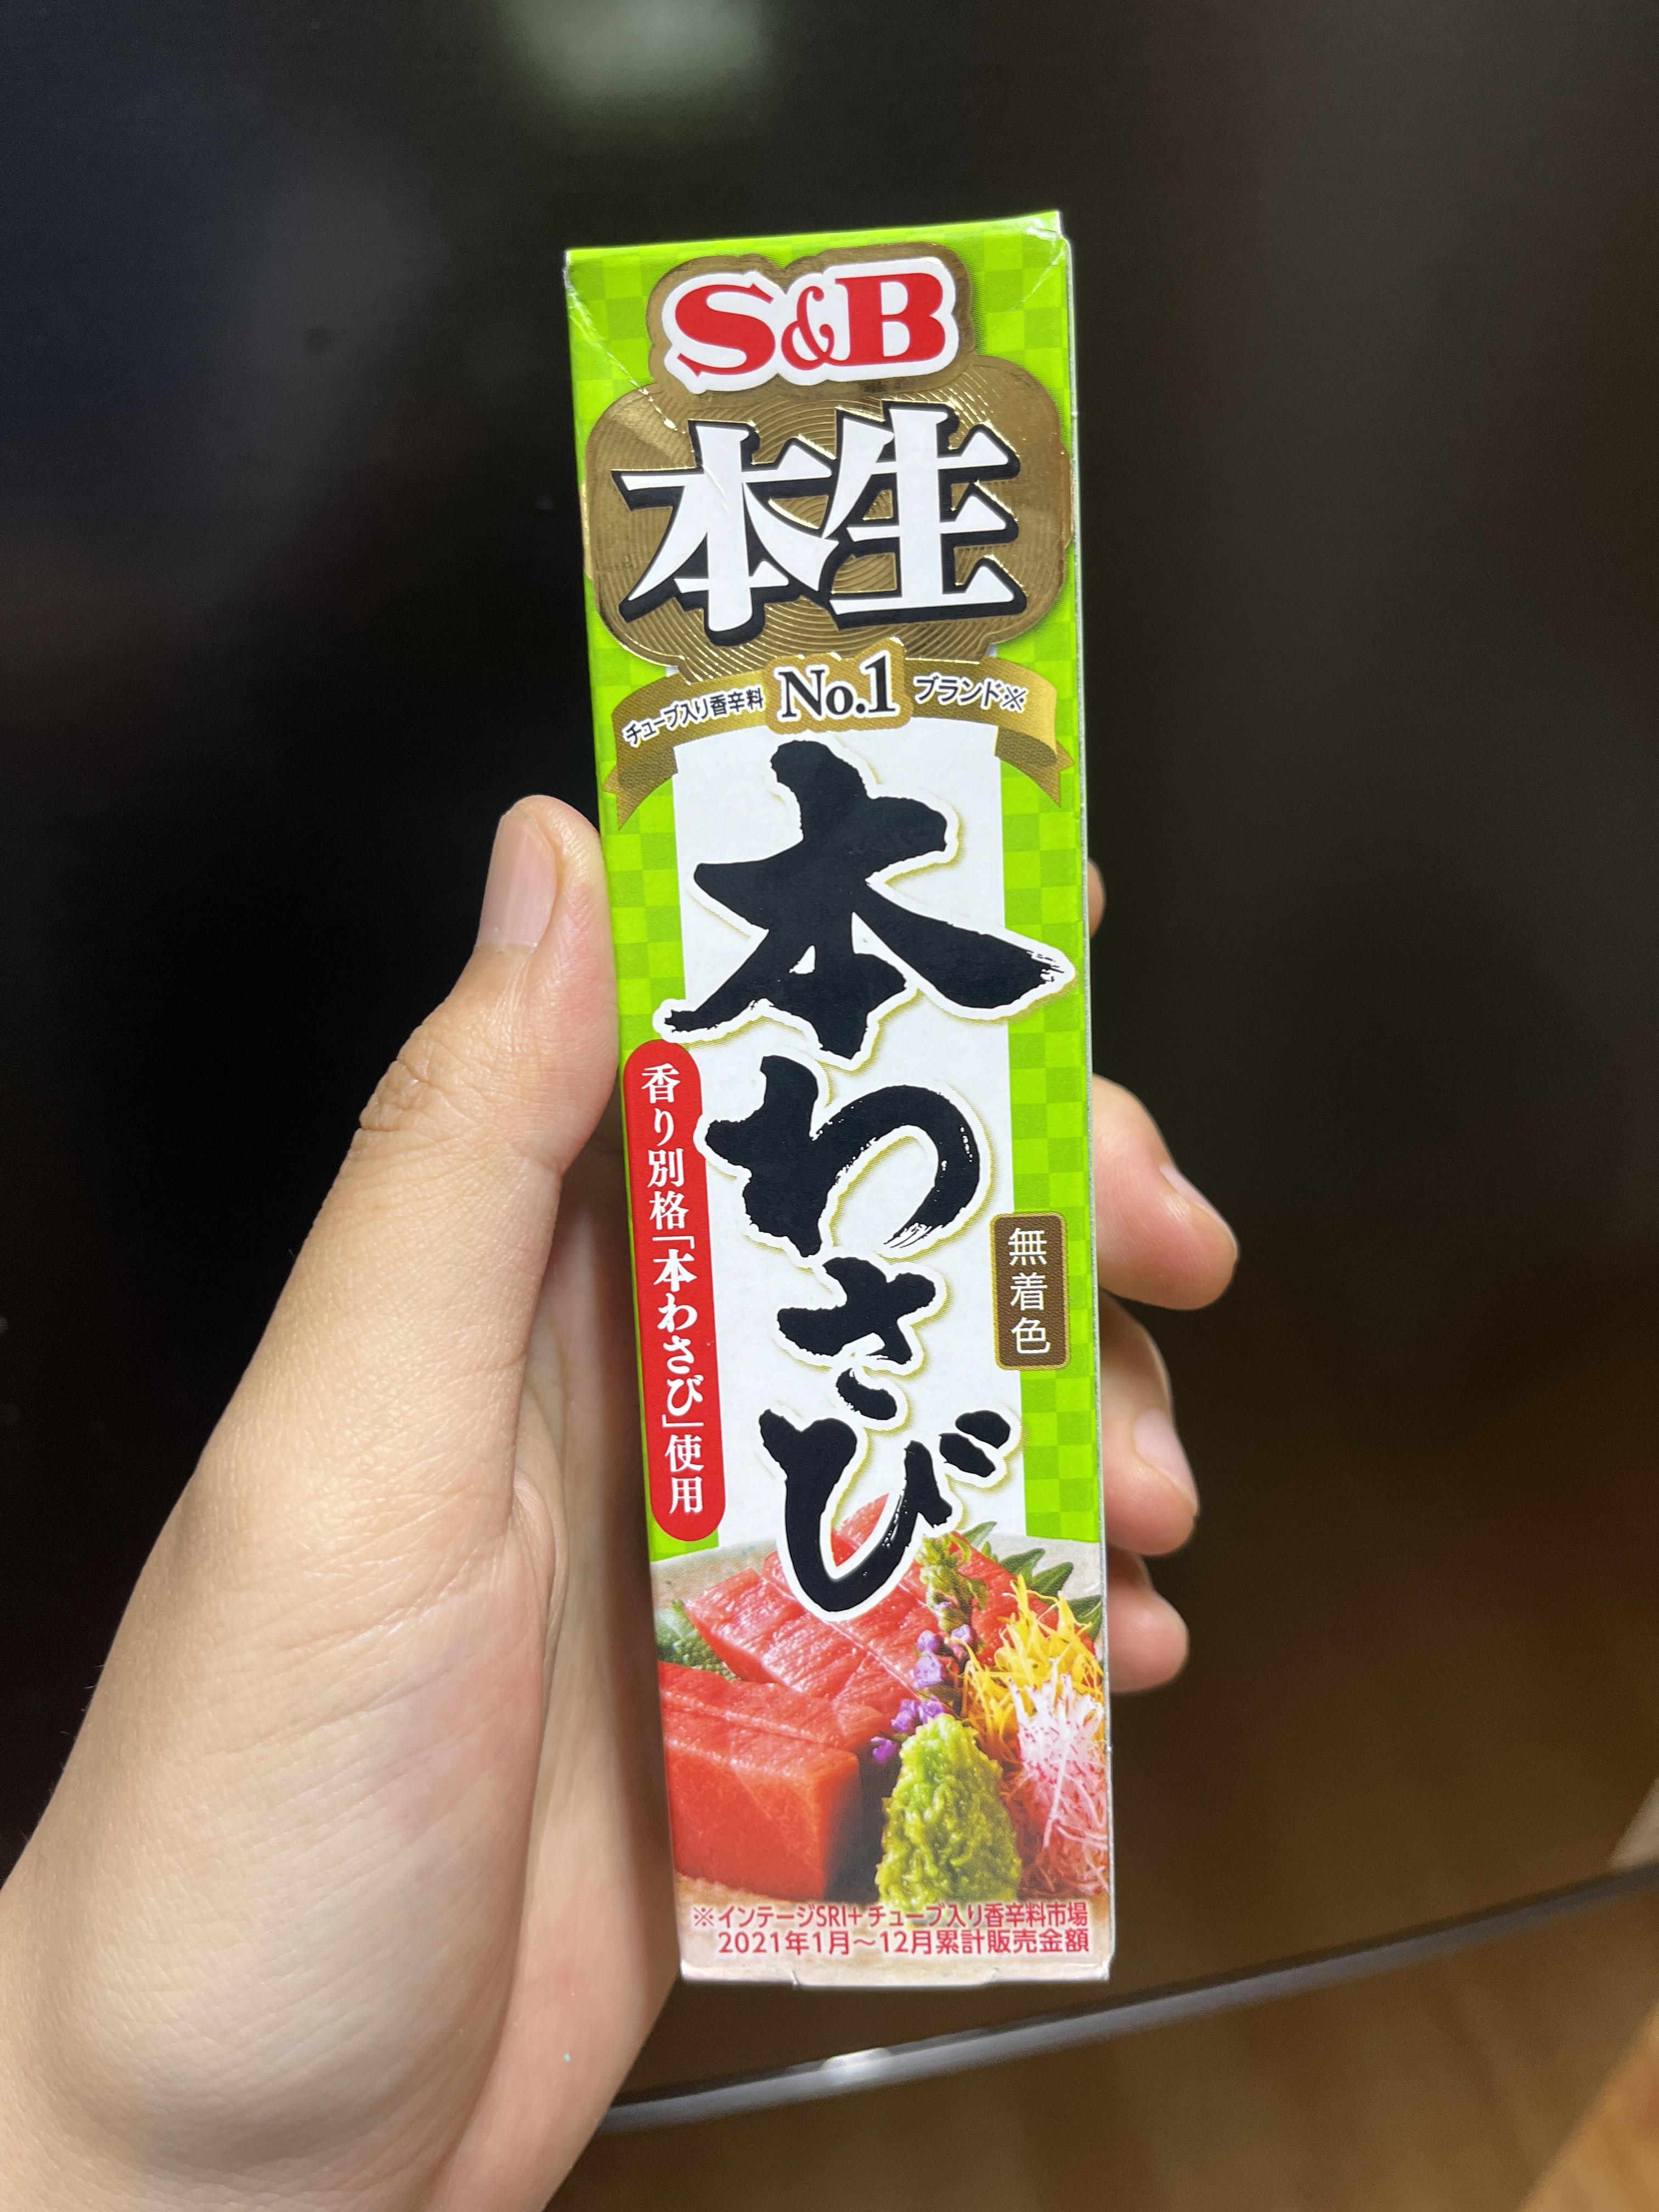 S&B
本生
チューブ入り香辛料 No.1 ブランド※
本わさび
香り別格「本わさび」使用
無着色
※インテージSRI+チューブ入り香辛料市場
2021年1月～12月累計販売金額